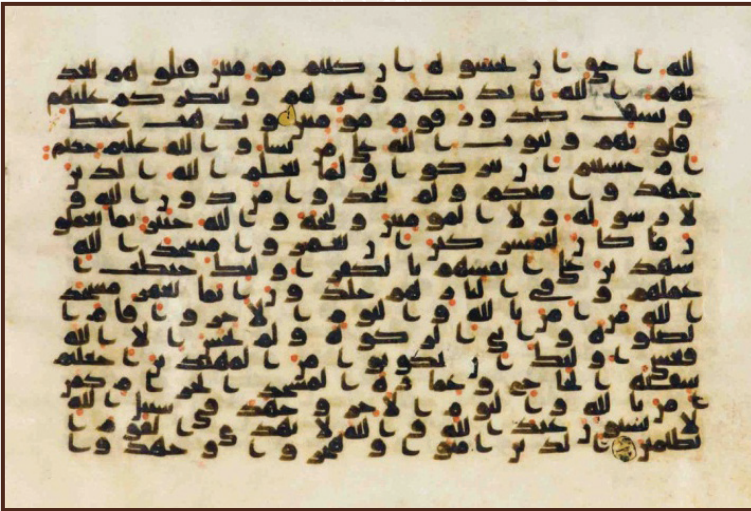 لله احق ان تخشوه ان كنتم مومنين قتلوهم يعذ
بهم الله بايديكم ويخزهم وينصركم عليهم
ويشف صدور قوم مومنين ويذهب غيظ
قلوبهم ويتوب الله على من يشا والله عليم حكيم
ام حسبتم ان تتركوا ولما يعلم الله الذين
جهدوا منكم ولم يتخذوا من دون الله و
لا رسوله ولا المومنين وليجة والله خبير بما تعملو
ن ما كان للمشركين ان يعمروا مسجد الله
شهدين على انفسهم بالكفر اولئك حبطت ا
عملهم وفي النار هم خلدون انما يعمر مسجد
الله من امن بالله واليوم الاخر واقام ا
لصلوة واتى الزكوة ولم يخش الا الله
فعسى اولئك ان يكونوا من المهتدين اجعلتم
سقية الحاج وعمارة المسجد الحرام كمن
امن بالله واليوم الاخر وجهد في سبيل الله
لا يستون عند الله والله لا يهدي القوم ا
لظلمين الذين امنوا وهجروا وجهدوا